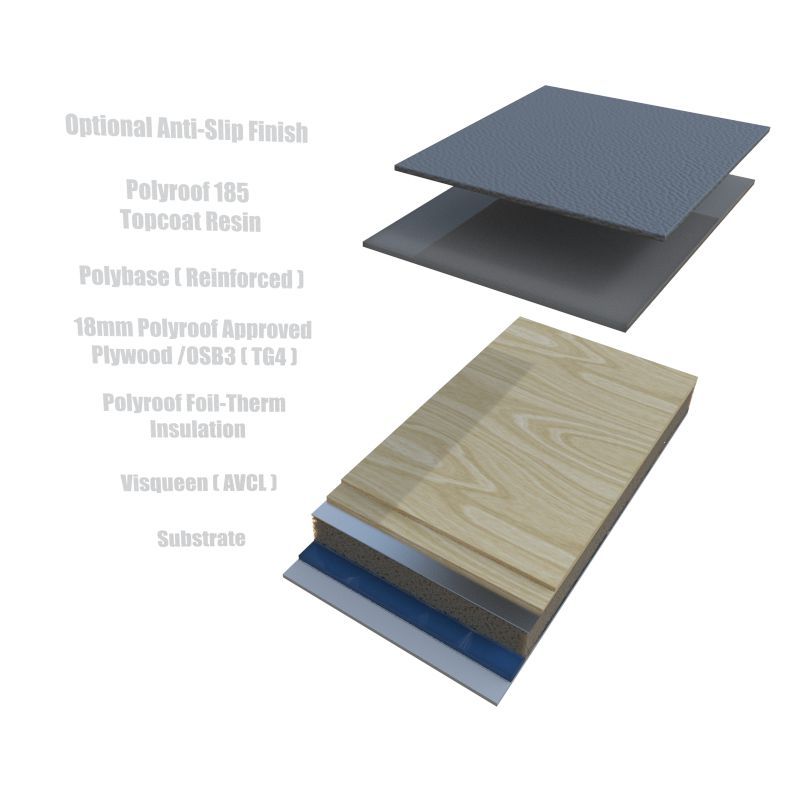 Optional Anti-Slip Finish
Polyroof 185
Topcoat Resin
Polybase ( Reinforced )
18mm Polyroof Approved
Plywood /OSB3 ( TG4 )
Polyroof Foil-Therm
Insulation
Visqueen ( AVCL )
Substrate